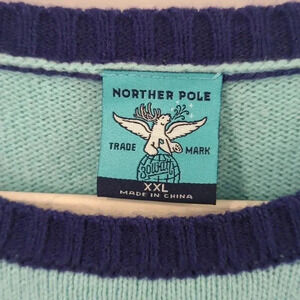 NORTHER POLE
TRADE MARK
P
XXL
MADE IN CHINA